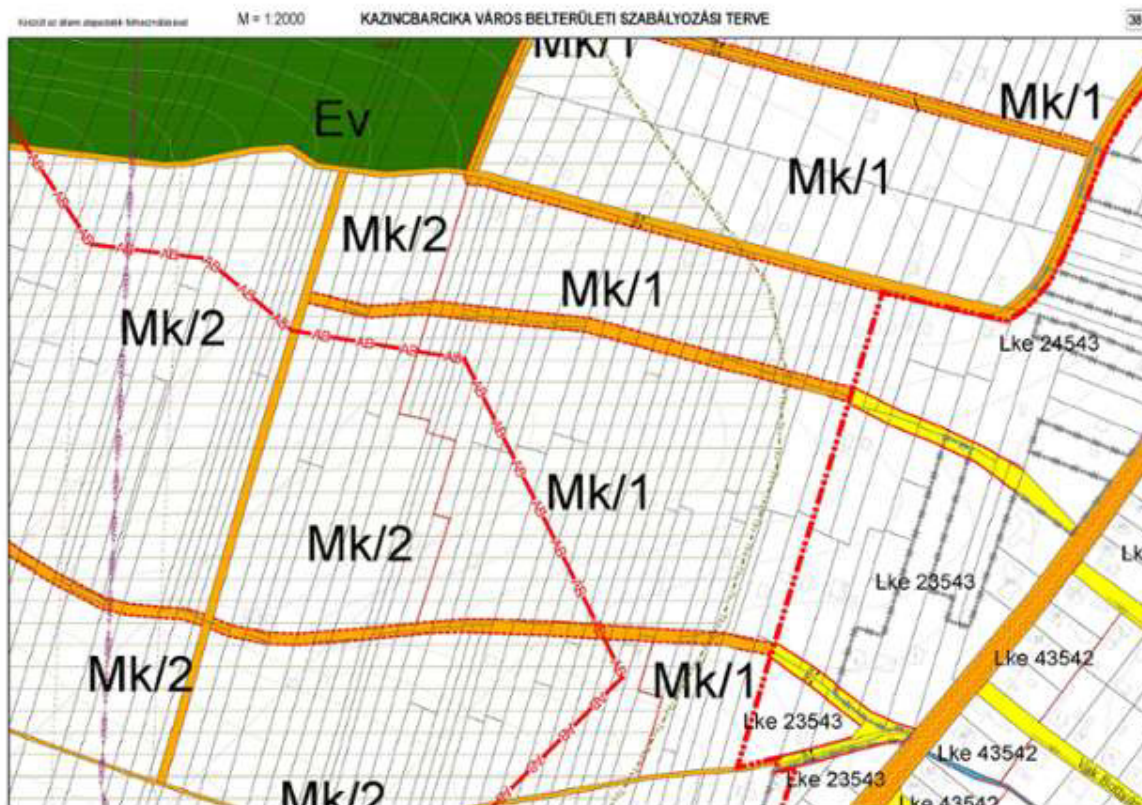 M = 1:2000
KAZINCBARCIKA VÁROS BELTERÜLETI SZABÁLYOZÁSI TERVE
Mk/1
Mk/1
Ev
Mk/1
Mk/2
Mk/1
Mk/2
Lke 24543
Mk/1
Mk/2
Lke 23543
Lke 43542
Mk/2
Mk/1
Lke 23543
Lke 43542
Lke 23543
Mk/2
Lke 43542